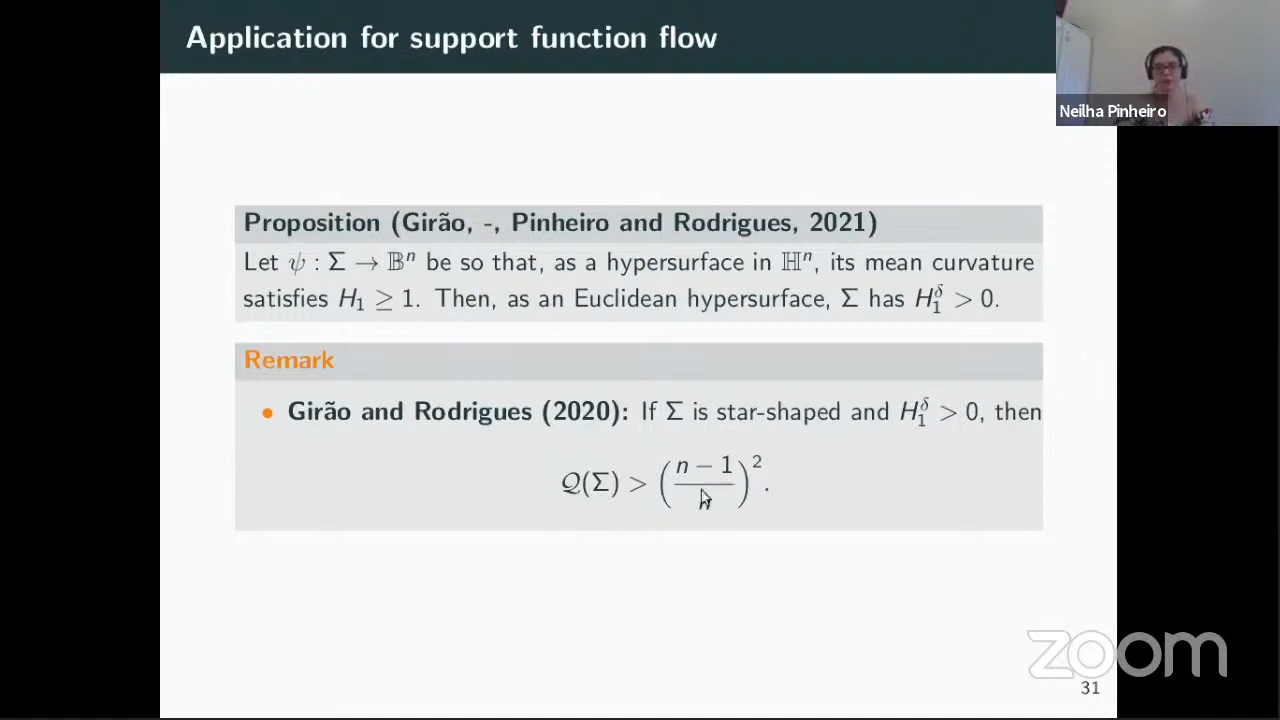 Application for support function flow
Neilha Pinheiro
Proposition (Girão, -, Pinheiro and Rodrigues, 2021)
Let ψ : Σ → 𝔹ⁿ be so that, as a hypersurface in ℍⁿ, its mean curvature
satisfies H₁ ≥ 1. Then, as an Euclidean hypersurface, Σ has H₁^δ > 0.
Remark
• Girão and Rodrigues (2020): If Σ is star-shaped and H₁^δ > 0, then
𝒬(Σ) > ((n − 1)/n)².
zoom
31